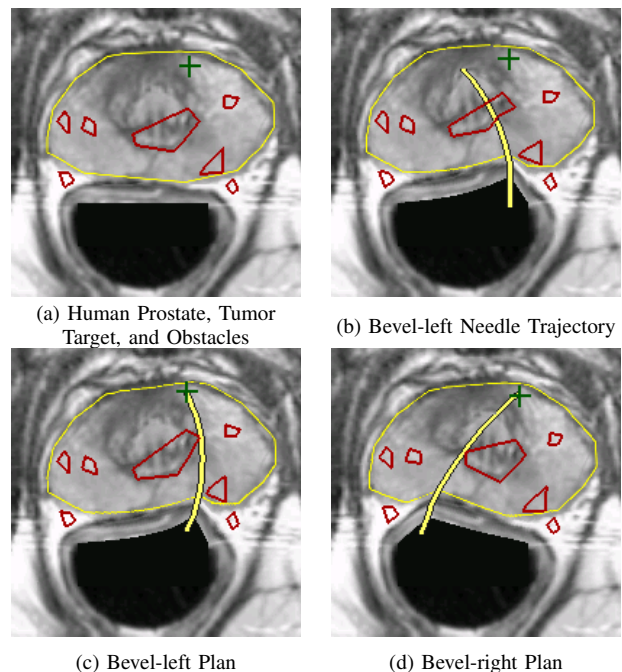 (a) Human Prostate, Tumor
Target, and Obstacles
(b) Bevel-left Needle Trajectory
(c) Bevel-left Plan
(d) Bevel-right Plan